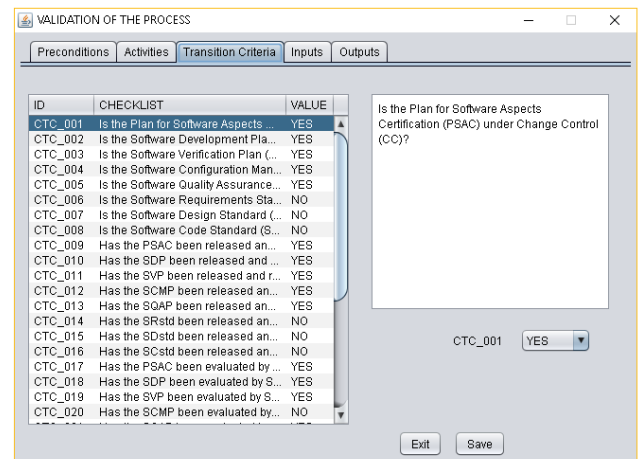 VALIDATION OF THE PROCESS
Preconditions Activities Transition Criteria Inputs Outputs
ID CHECKLIST VALUE
CTC_001 Is the Plan for Software Aspects ... YES
CTC_002 Is the Software Development Pla... YES
CTC_003 Is the Software Verification Plan (... YES
CTC_004 Is the Software Configuration Man... YES
CTC_005 Is the Software Quality Assurance... YES
CTC_006 Is the Software Requirements Sta... NO
CTC_007 Is the Software Design Standard (... NO
CTC_008 Is the Software Code Standard (S... NO
CTC_009 Has the PSAC been released an... YES
CTC_010 Has the SDP been released and ... YES
CTC_011 Has the SVP been released and r... YES
CTC_012 Has the SCMP been released an... YES
CTC_013 Has the SQAP been released an... YES
CTC_014 Has the SRstd been released an... NO
CTC_015 Has the SDstd been released an... NO
CTC_016 Has the SCstd been released an... NO
CTC_017 Has the PSAC been evaluated by ... YES
CTC_018 Has the SDP been evaluated by S... YES
CTC_019 Has the SVP been evaluated by S... YES
CTC_020 Has the SCMP been evaluated by... NO
Is the Plan for Software Aspects
Certification (PSAC) under Change Control
(CC)?
CTC_001 YES
Exit Save